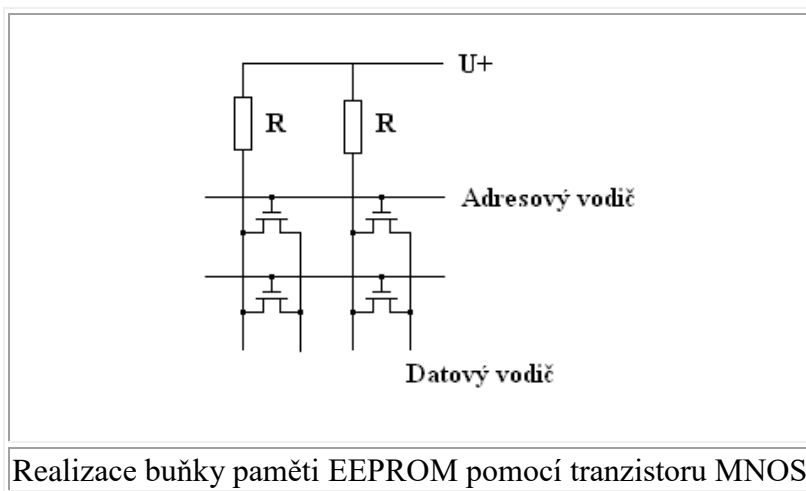 U+
R
R
Adresový vodič
Datový vodič
Realizace buňky paměti EEPROM pomocí tranzistoru MNOS